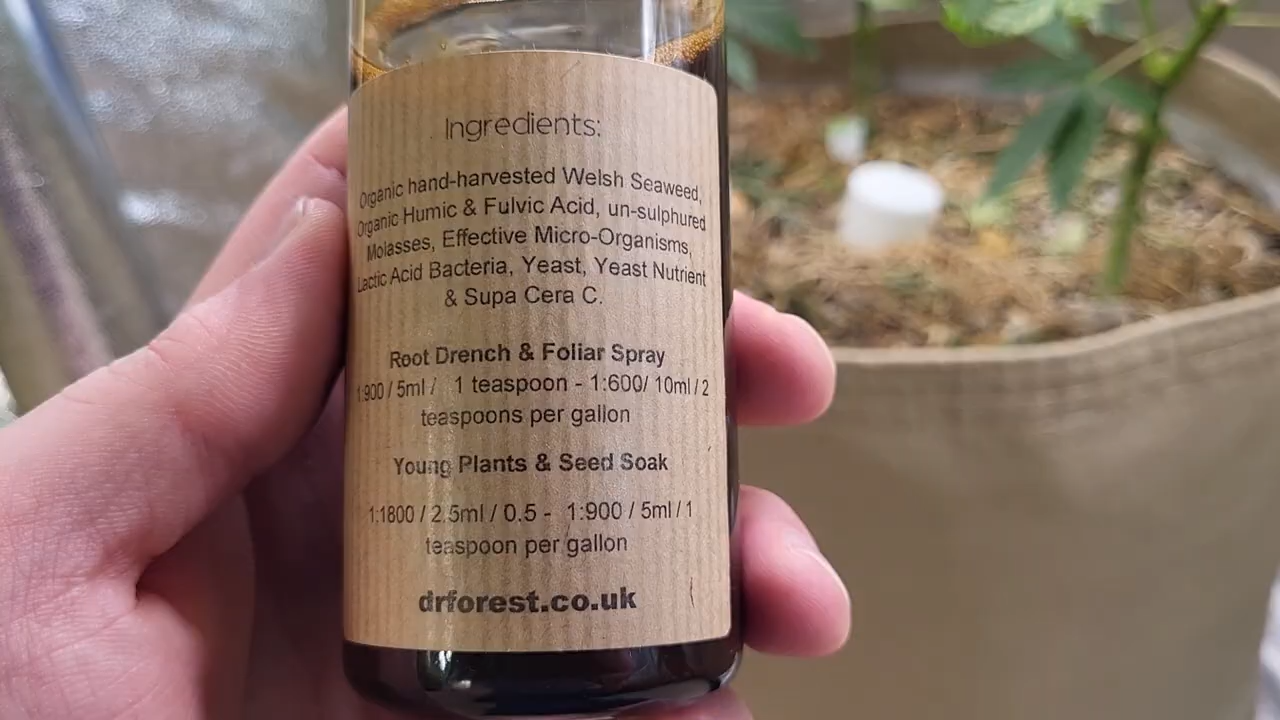 Ingredients:
Organic hand-harvested Welsh Seaweed,
Organic Humic & Fulvic Acid, un-sulphured
Molasses, Effective Micro-Organisms,
Lactic Acid Bacteria, Yeast, Yeast Nutrient
& Supa Cera C.
Root Drench & Foliar Spray
1:900 / 5ml / 1 teaspoon - 1:600/ 10ml / 2
teaspoons per gallon
Young Plants & Seed Soak
1:1800 / 2.5ml / 0.5 - 1:900 / 5ml / 1
teaspoon per gallon
drforest.co.uk